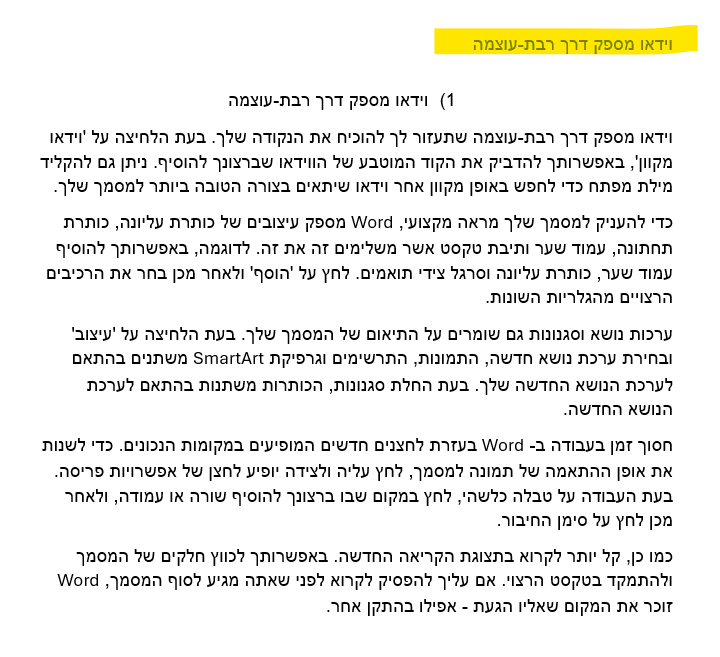 וידאו מספק דרך רבת-עוצמה
1) וידאו מספק דרך רבת-עוצמה
וידאו מספק דרך רבת-עוצמה שתעזור לך להוכיח את הנקודה שלך. בעת הלחיצה על 'וידאו
מקוון', באפשרותך להדביק את הקוד המוטבע של הווידאו שברצונך להוסיף. ניתן גם להקליד
מילת מפתח כדי לחפש באופן מקוון אחר וידאו שיתאים בצורה הטובה ביותר למסמך שלך.
כדי להעניק למסמך שלך מראה מקצועי, Word מספק עיצובים של כותרת עליונה, כותרת
תחתונה, עמוד שער ותיבת טקסט אשר משלימים זה את זה. לדוגמה, באפשרותך להוסיף
עמוד שער, כותרת עליונה וסרגל צידי תואמים. לחץ על 'הוסף' ולאחר מכן בחר את הרכיבים
הרצויים מהגלריות השונות.
ערכות נושא וסגנונות גם שומרים על התיאום של המסמך שלך. בעת הלחיצה על 'עיצוב'
ובחירת ערכת נושא חדשה, התמונות, התרשימים וגרפיקת SmartArt משתנים בהתאם
לערכת הנושא החדשה שלך. בעת החלת סגנונות, הכותרות משתנות בהתאם לערכת
הנושא החדשה.
חסוך זמן בעבודה ב- Word בעזרת לחצנים חדשים המופיעים במקומות הנכונים. כדי לשנות
את אופן ההתאמה של תמונה למסמך, לחץ עליה ולצידה יופיע לחצן של אפשרויות פריסה.
בעת העבודה על טבלה כלשהי, לחץ במקום שבו ברצונך להוסיף שורה או עמודה, ולאחר
מכן לחץ על סימן החיבור.
כמו כן, קל יותר לקרוא בתצוגת הקריאה החדשה. באפשרותך לכווץ חלקים של המסמך
ולהתמקד בטקסט הרצוי. אם עליך להפסיק לקרוא לפני שאתה מגיע לסוף המסמך, Word
זוכר את המקום שאליו הגעת - אפילו בהתקן אחר.